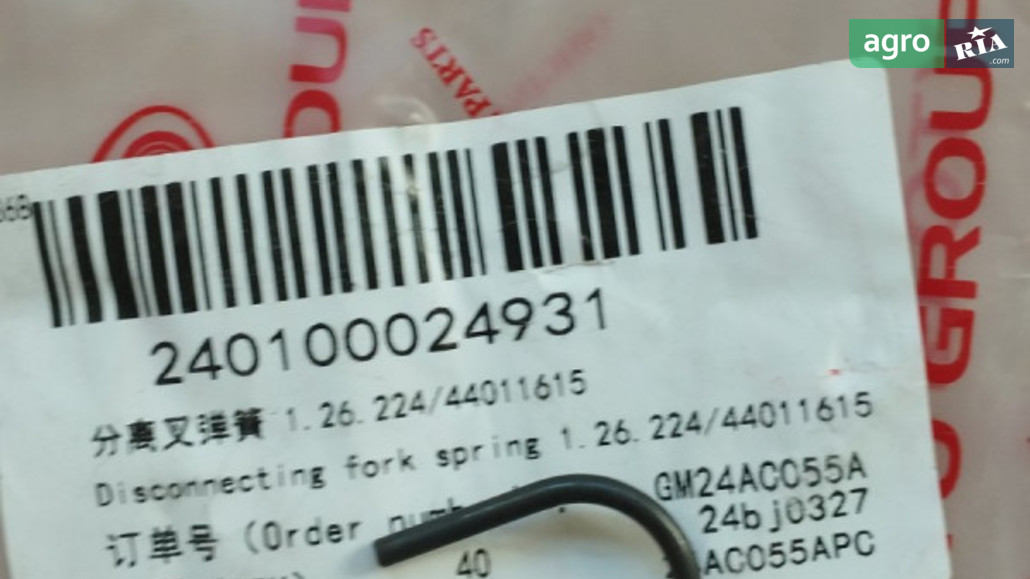 agro
RIA
.com
PARTS
GROUP
240100024931
分离叉弹簧 1.26.224/44011615
Disconnecting fork spring 1.26.224/44011615
GM24AC055A
订单号 (Order
24bj0327
40
AC055APC